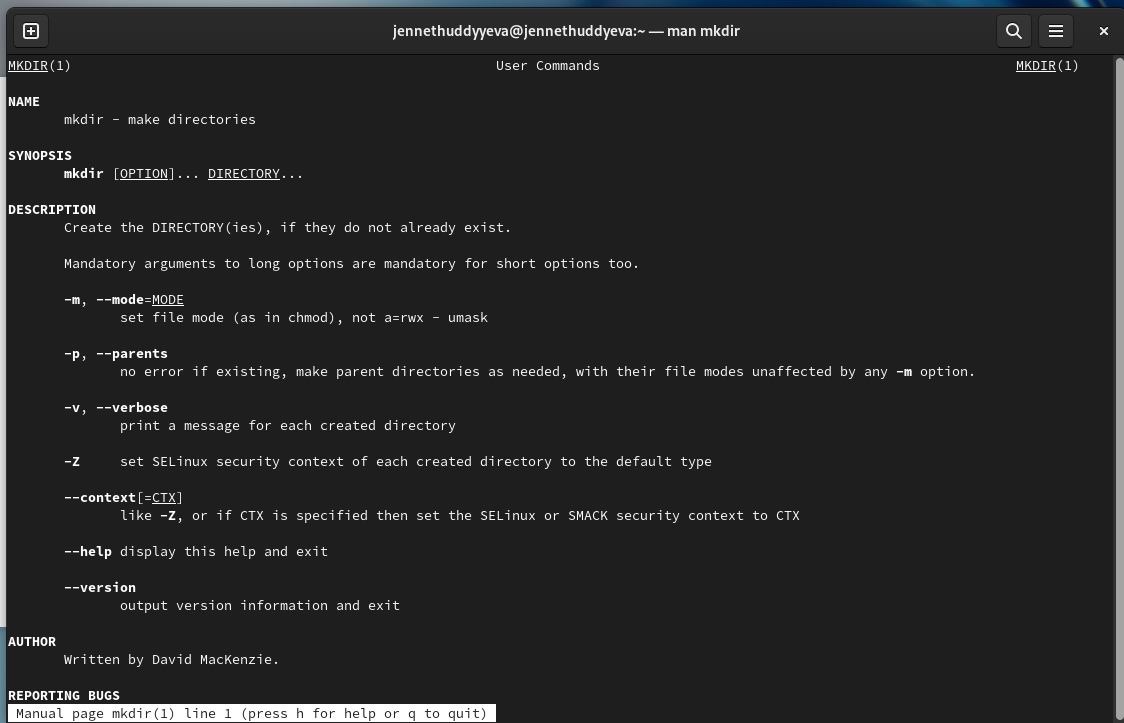 jennethuddyyeva@jennethuddyeva:~ — man mkdir
MKDIR(1) User Commands MKDIR(1)
NAME
mkdir - make directories
SYNOPSIS
mkdir [OPTION]... DIRECTORY...
DESCRIPTION
Create the DIRECTORY(ies), if they do not already exist.
Mandatory arguments to long options are mandatory for short options too.
-m, --mode=MODE
set file mode (as in chmod), not a=rwx - umask
-p, --parents
no error if existing, make parent directories as needed, with their file modes unaffected by any -m option.
-v, --verbose
print a message for each created directory
-Z set SELinux security context of each created directory to the default type
--context[=CTX]
like -Z, or if CTX is specified then set the SELinux or SMACK security context to CTX
--help display this help and exit
--version
output version information and exit
AUTHOR
Written by David MacKenzie.
REPORTING BUGS
Manual page mkdir(1) line 1 (press h for help or q to quit)